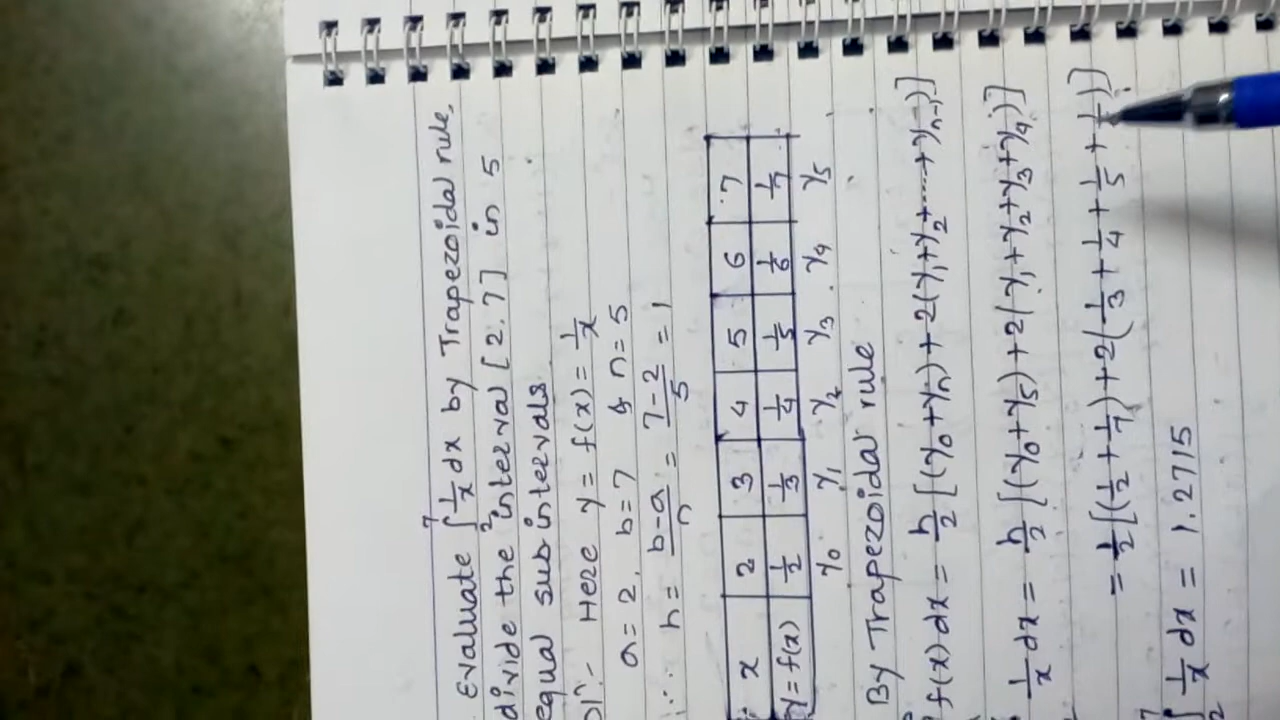 Evaluate ∫₂⁷ 1/x dx by Trapezoidal rule,
divide the interval [2, 7] in 5
equal sub intervals.
Here y = f(x) = 1/x
a = 2, b = 7 & n = 5
∴ h = (b-a)/n = (7-2)/5 = 1
x 2 3 4 5 6 7
y = f(x) 1/2 1/3 1/4 1/5 1/6 1/7
y₀ y₁ y₂ y₃ y₄ y₅
By Trapezoidal rule
f(x) dx = h/2 [(y₀+yₙ) + 2(y₁+y₂+.....+yₙ₋₁)]
1/x dx = h/2 [(y₀+y₅) + 2(y₁+y₂+y₃+y₄)]
= 1/2 [(1/2 + 1/7) + 2(1/3 + 1/4 + 1/5 + )]
∫₂⁷ 1/x dx = 1.2715